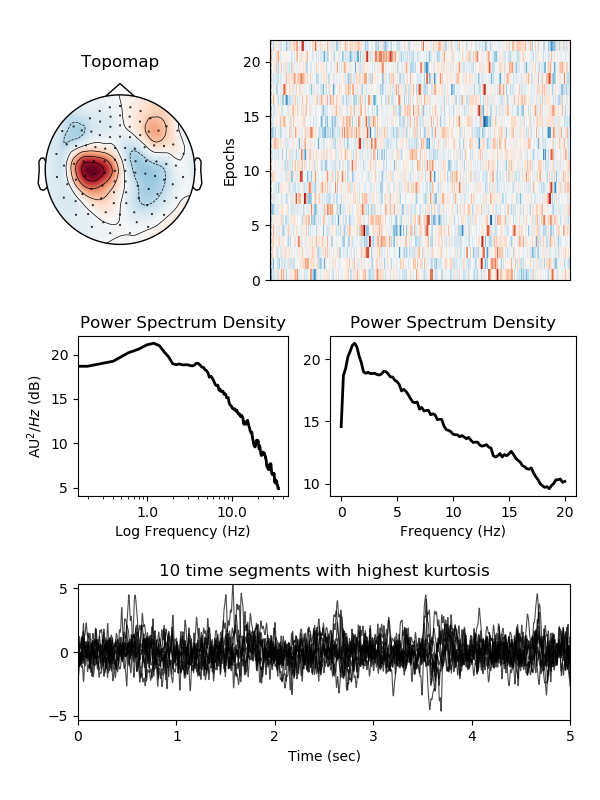 Topomap
Epochs
20
15
10
5
0
Power Spectrum Density
AU²/Hz (dB)
20
15
10
5
1.0 10.0
Log Frequency (Hz)
Power Spectrum Density
20
15
10
0 5 10 15 20
Frequency (Hz)
10 time segments with highest kurtosis
5
0
−5
0 1 2 3 4 5
Time (sec)